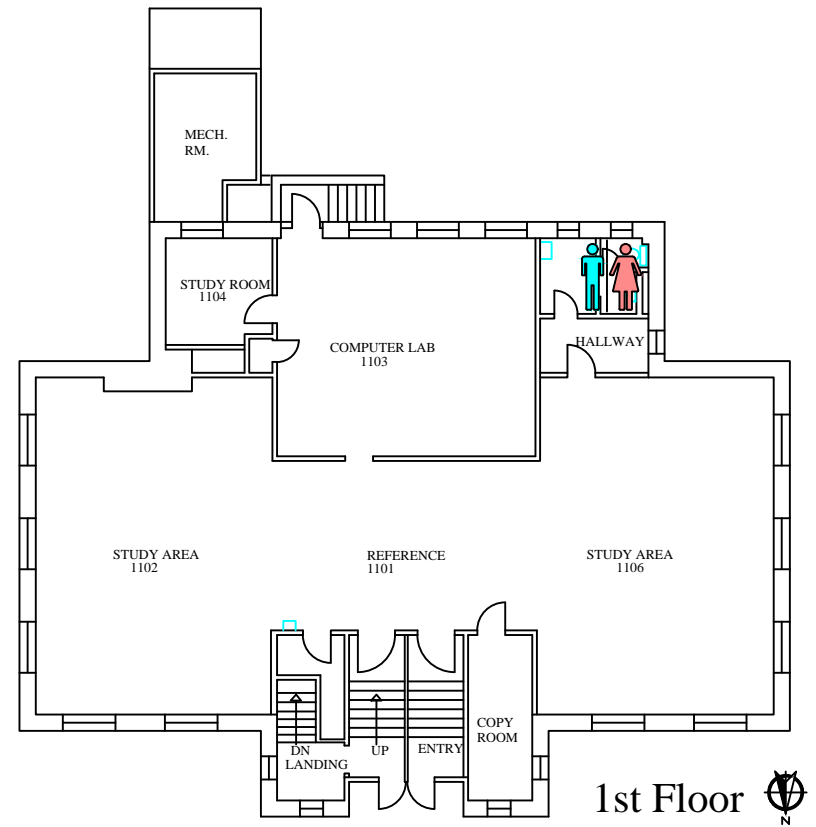 MECH.
RM.
STUDY ROOM
1104
COMPUTER LAB
1103
HALLWAY
STUDY AREA
1102
REFERENCE
1101
STUDY AREA
1106
COPY
ROOM
DN
UP
ENTRY
LANDING
1st Floor
N